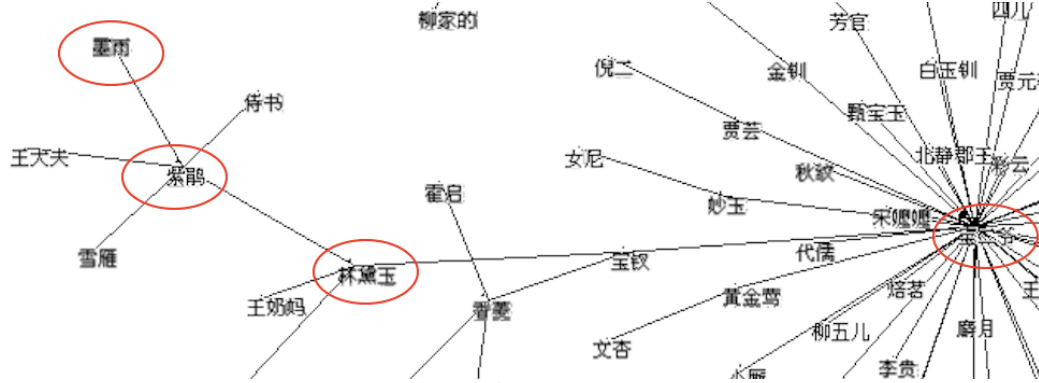 柳家的
四儿
芳官
墨雨
倪二
金钏
白玉钏
贾元
侍书
甄宝玉
贾芸
王大夫
女尼
北静郡王
彩云
紫鹃
秋纹
霍启
妙玉
宋嬷嬷
雪雁
宝钗
代儒
林黛玉
王奶妈
黄金莺
焙茗
王
香菱
柳五儿
麝月
文杏
李贵